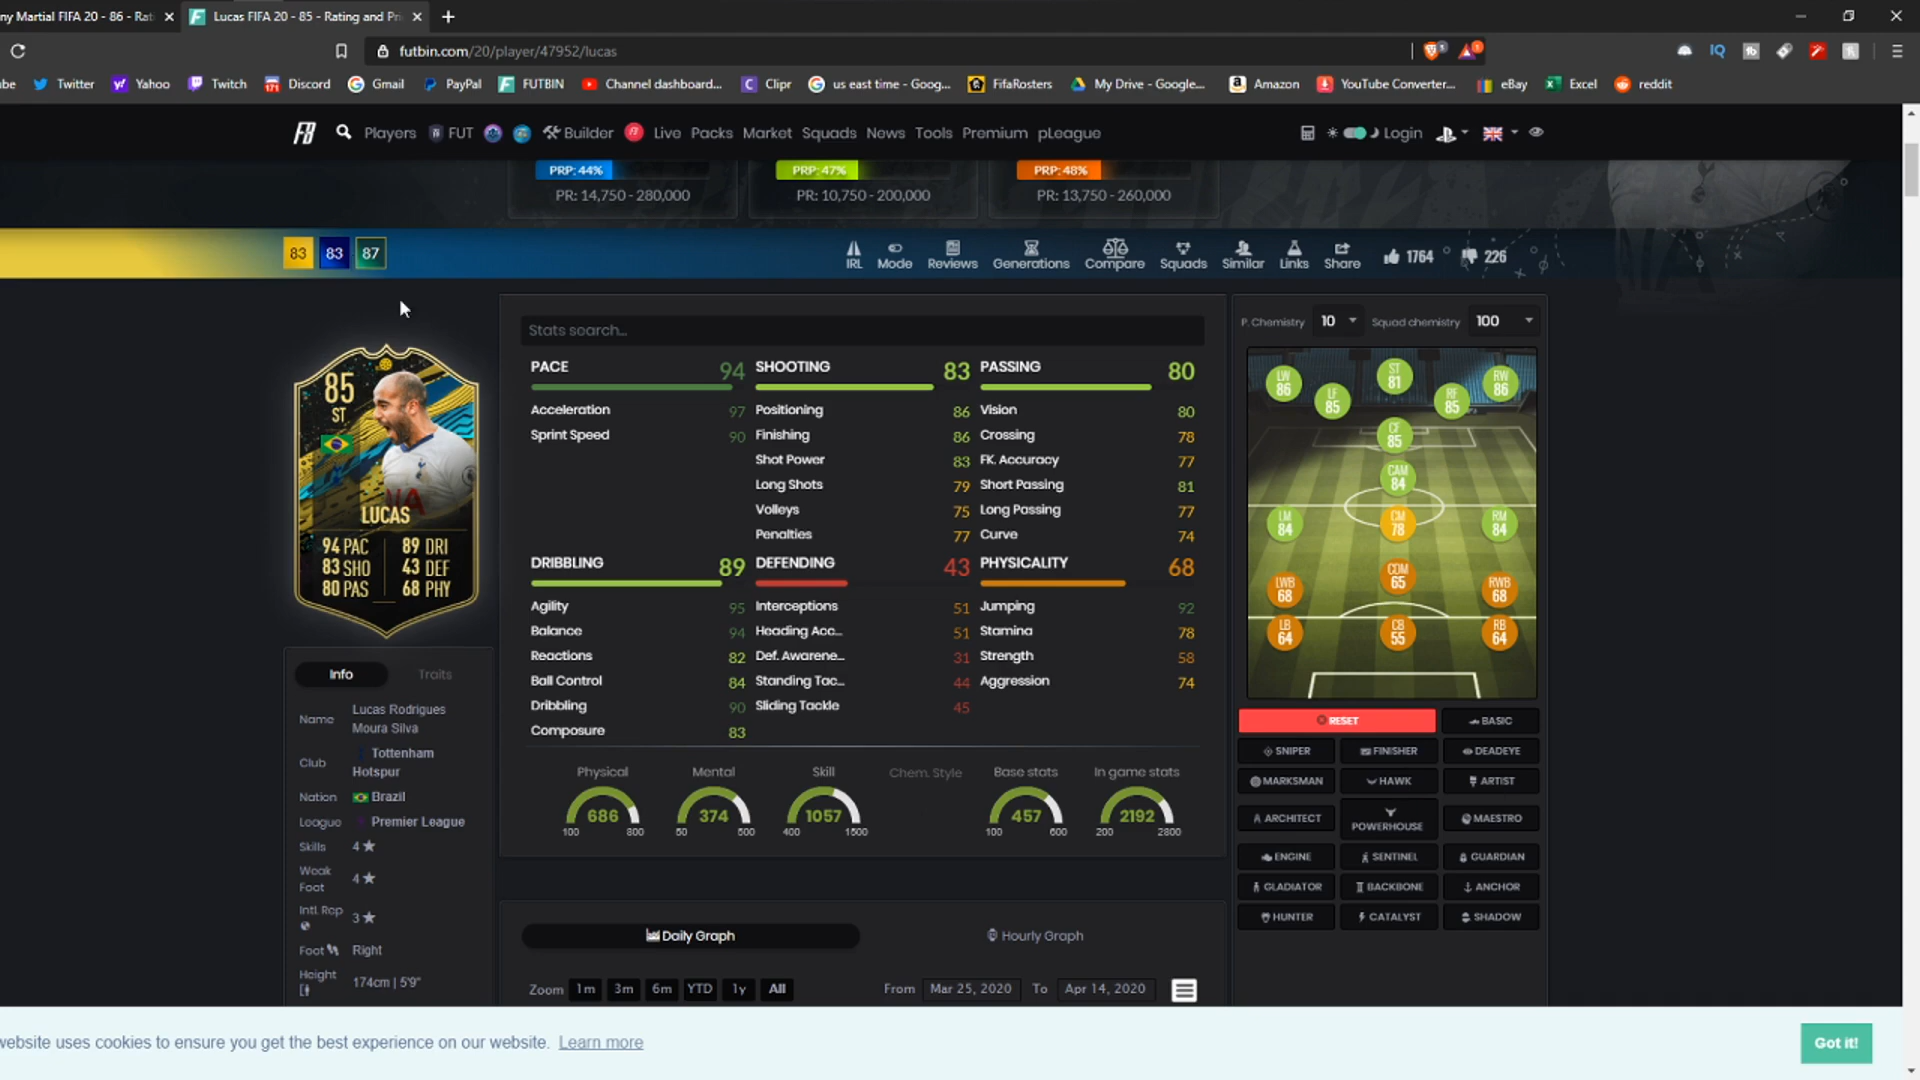 ny Martial FIFA 20 - 86 - Rat
Lucas FIFA 20 - 85 - Rating and Pri
futbin.com/20/player/47952/lucas
be Twitter Yahoo Twitch Discord Gmail PayPal FUTBIN Channel dashboard... Clipr us east time - Goog... FifaRosters My Drive - Google... Amazon YouTube Converter... eBay Excel reddit
Players FUT Builder Live Packs Market Squads News Tools Premium pLeague Login
PRP: 44% PRP: 47% PRP: 48%
PR: 14,750 - 280,000 PR: 10,750 - 200,000 PR: 13,750 - 260,000
83 83 87
IRL Mode Reviews Generations Compare Squads Similar Links Share 1764 226
85
ST
LUCAS
94 PAC 89 DRI
83 SHO 43 DEF
80 PAS 68 PHY
Info Traits
Name Lucas Rodrigues Moura Silva
Club Tottenham Hotspur
Nation Brazil
League Premier League
Skills 4
Weak Foot 4
Intl. Rep 3
Foot Right
Height 174cm | 5'9"
Stats search...
PACE 94 SHOOTING 83 PASSING 80
Acceleration 97 Positioning 86 Vision 80
Sprint Speed 90 Finishing 86 Crossing 78
Shot Power 83 FK. Accuracy 77
Long Shots 79 Short Passing 81
Volleys 75 Long Passing 77
Penalties 77 Curve 74
DRIBBLING 89 DEFENDING 43 PHYSICALITY 68
Agility 95 Interceptions 51 Jumping 92
Balance 94 Heading Acc... 51 Stamina 78
Reactions 82 Def. Awarene... 31 Strength 58
Ball Control 84 Standing Tac... 44 Aggression 74
Dribbling 90 Sliding Tackle 45
Composure 83
Physical Mental Skill Chem. Style Base stats In game stats
686 374 1057 457 2192
100 800 50 500 400 1500 100 600 200 2800
Daily Graph Hourly Graph
Zoom 1m 3m 6m YTD 1y All From Mar 25, 2020 To Apr 14, 2020
P. Chemistry 10 Squad chemistry 100
LW 86 ST 81 RW 86
LF 85 RF 85
CF 85
CAM 84
LM 84 CM 78 RM 84
LWB 68 CDM 65 RWB 68
LB 64 CB 55 RB 64
RESET BASIC
SNIPER FINISHER DEADEYE
MARKSMAN HAWK ARTIST
ARCHITECT POWERHOUSE MAESTRO
ENGINE SENTINEL GUARDIAN
GLADIATOR BACKBONE ANCHOR
HUNTER CATALYST SHADOW
website uses cookies to ensure you get the best experience on our website. Learn more
Got it!